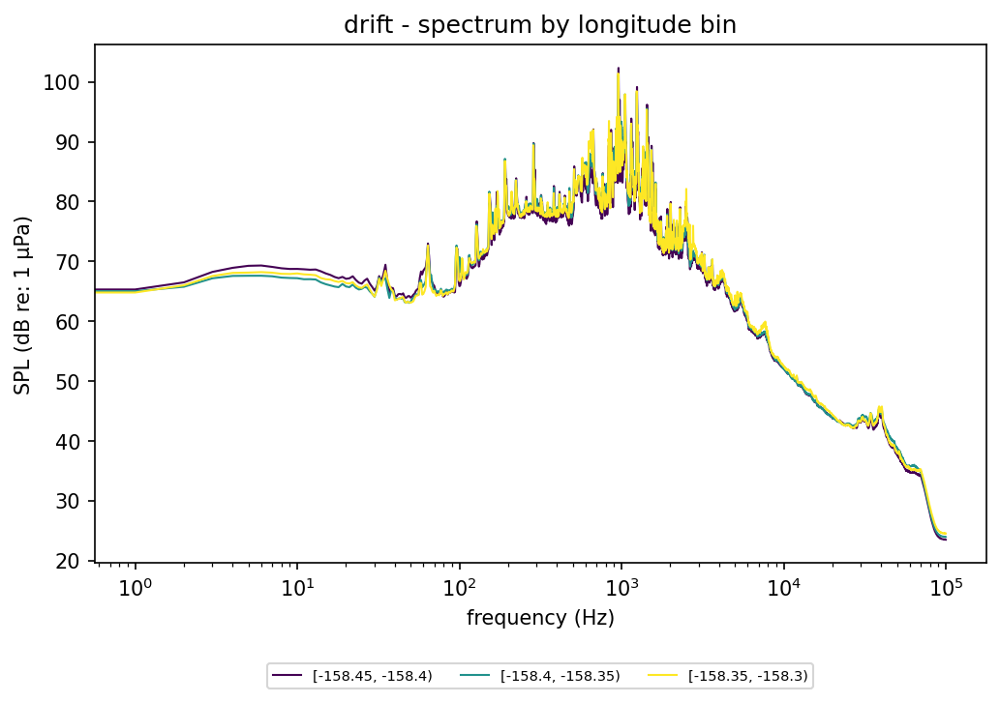 drift - spectrum by longitude bin
SPL (dB re: 1 µPa)
100
90
80
70
60
50
40
30
20
10⁰ 10¹ 10² 10³ 10⁴ 10⁵
frequency (Hz)
[-158.45, -158.4) [-158.4, -158.35) [-158.35, -158.3)